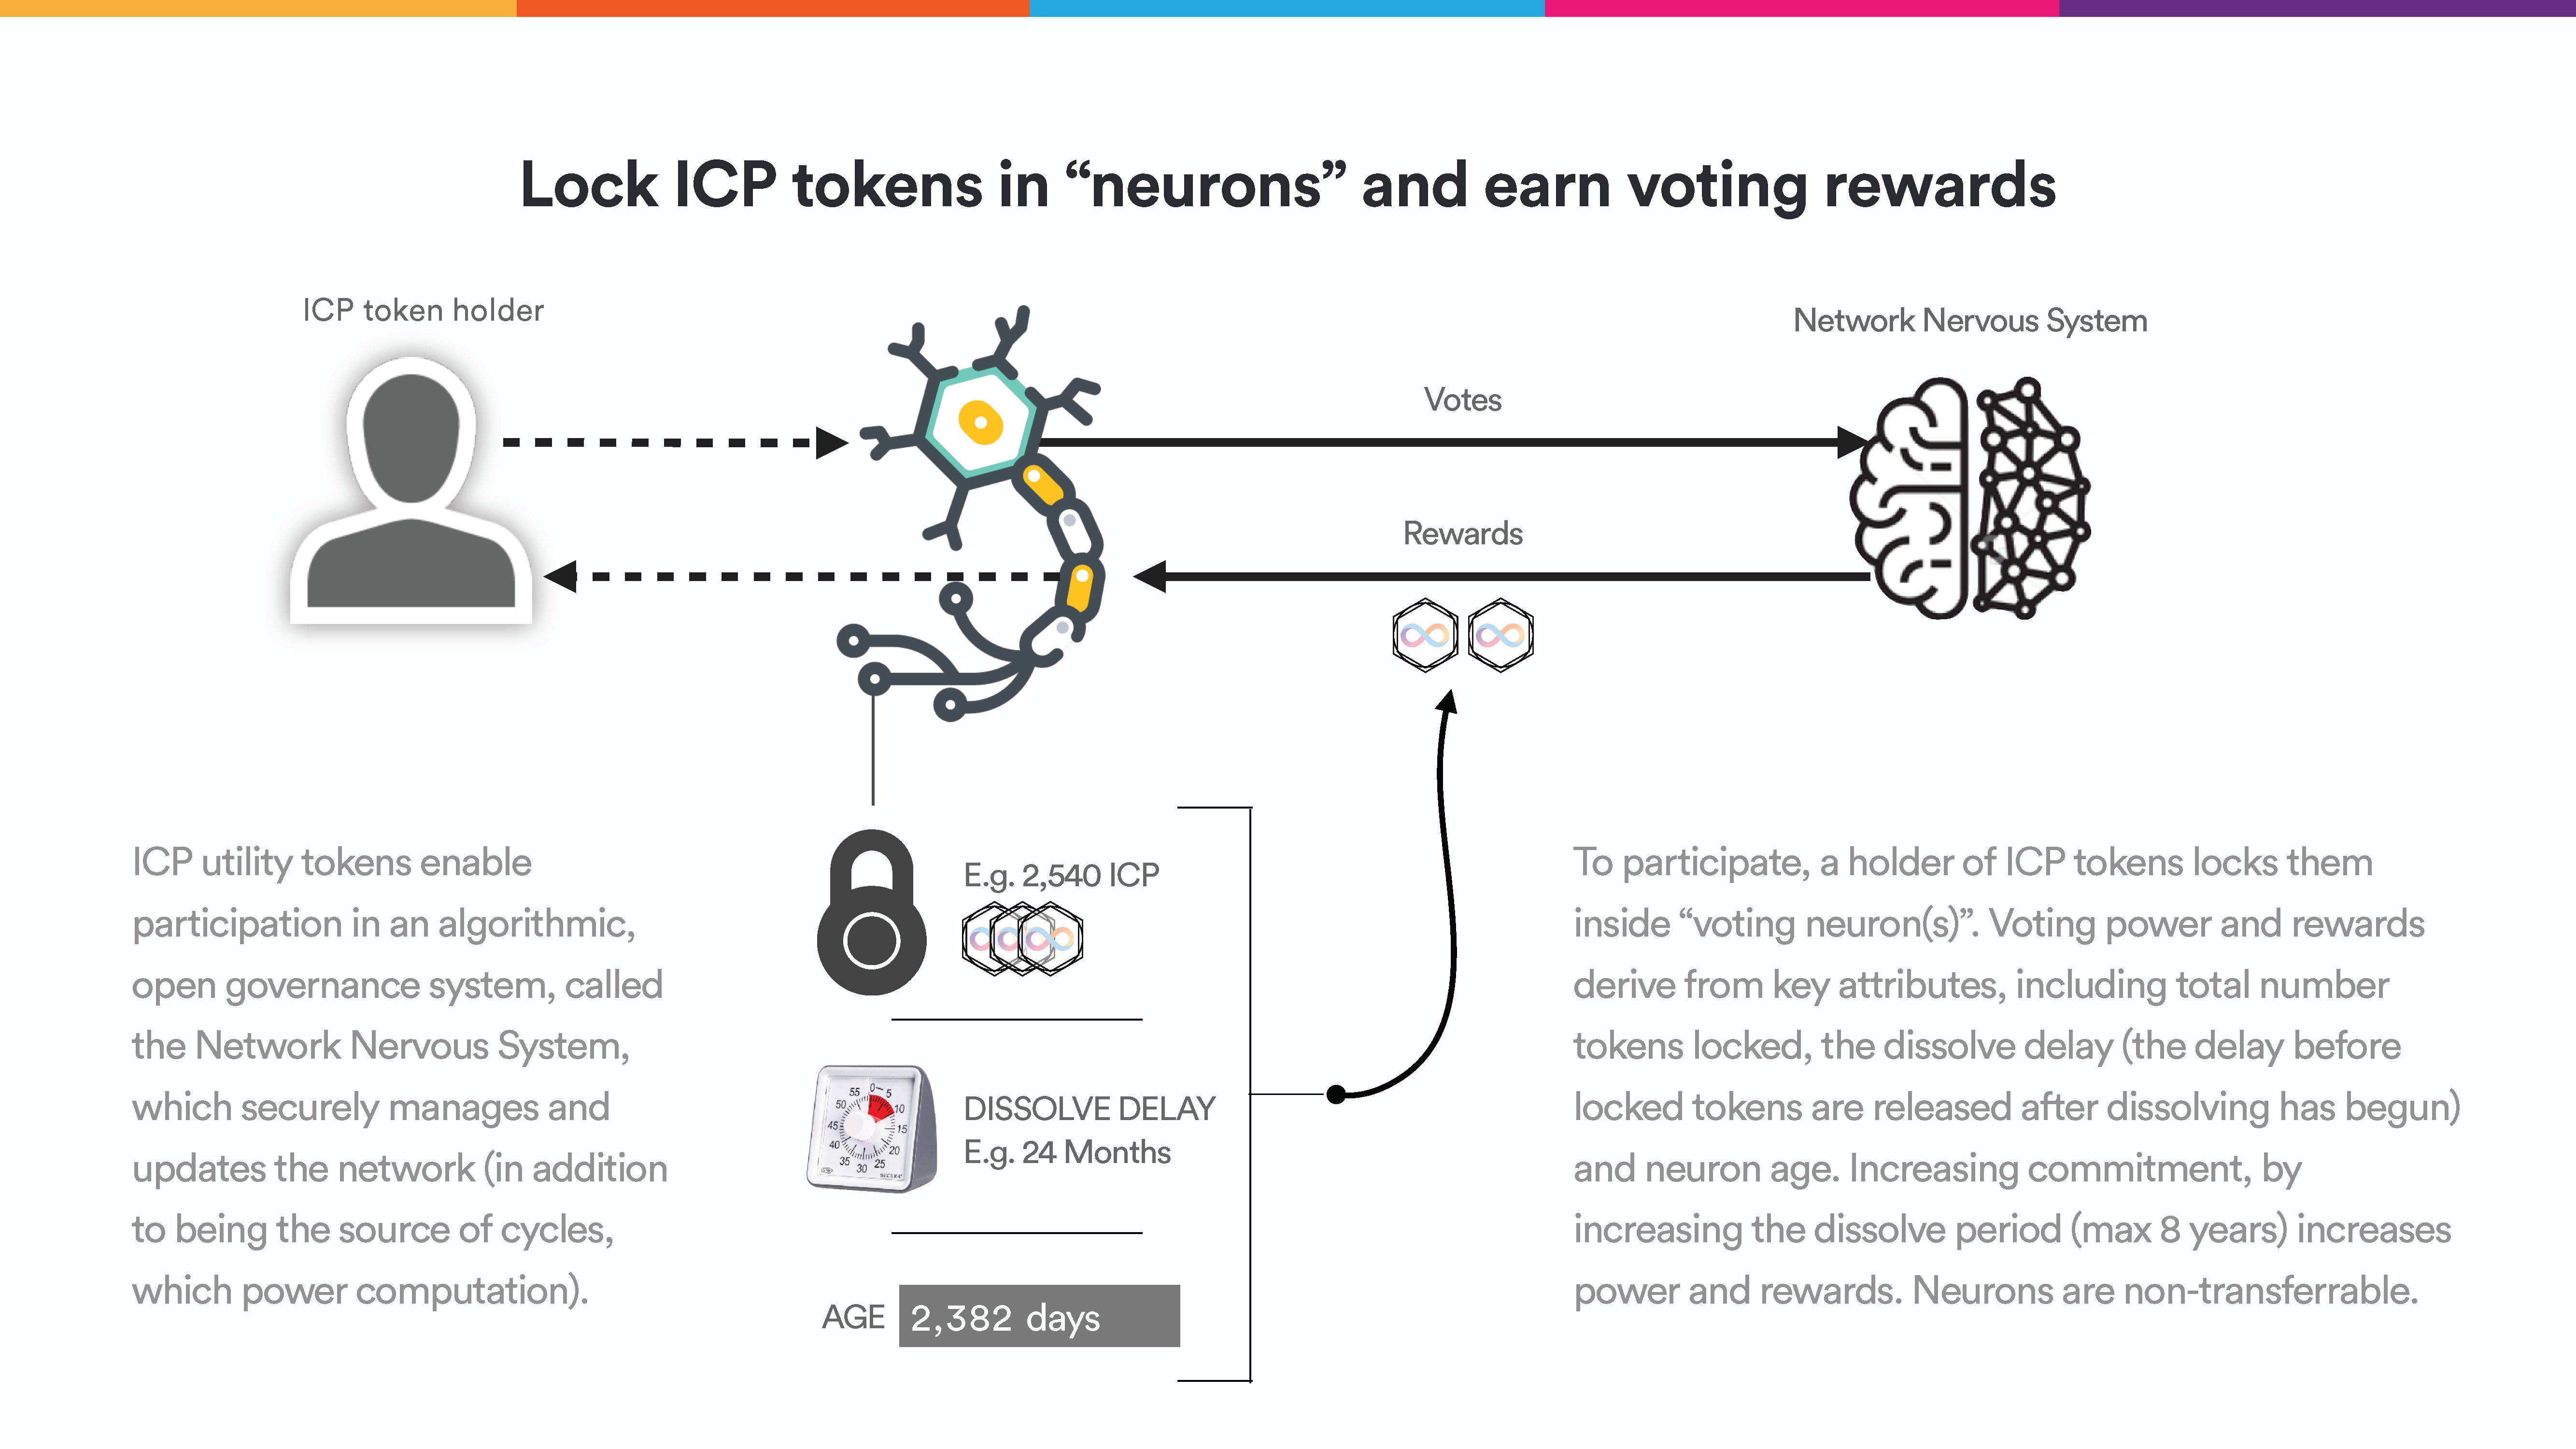 Lock ICP tokens in “neurons” and earn voting rewards
ICP token holder
Network Nervous System
Votes
Rewards
ICP utility tokens enable
participation in an algorithmic,
open governance system, called
the Network Nervous System,
which securely manages and
updates the network (in addition
to being the source of cycles,
which power computation).
E.g. 2,540 ICP
DISSOLVE DELAY
E.g. 24 Months
0 5 10 15 20 25 30 35 40 45 50 55
AGE 2,382 days
To participate, a holder of ICP tokens locks them
inside “voting neuron(s)”. Voting power and rewards
derive from key attributes, including total number
tokens locked, the dissolve delay (the delay before
locked tokens are released after dissolving has begun)
and neuron age. Increasing commitment, by
increasing the dissolve period (max 8 years) increases
power and rewards. Neurons are non-transferrable.